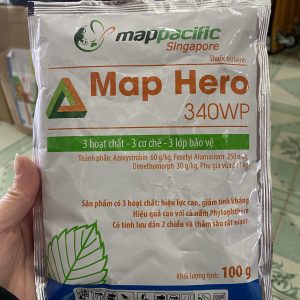 mappacific
Singapore
Thuốc trừ bệnh
Map Hero
340WP
3 hoạt chất - 3 cơ chế - 3 lớp bảo vệ
Thành phần: Azoxystrobin 60 g/kg, Fosetyl Aluminium 250 g/kg,
Dimethomorph 30 g/kg, Phụ gia vừa đủ 1kg
Sản phẩm có 3 hoạt chất: hiệu lực cao, giảm tính kháng
Hiệu quả cao với cả nấm Phytophthora
Có tính lưu dẫn 2 chiều và thấm sâu rất mạnh
Khối lượng tịnh: 100 g